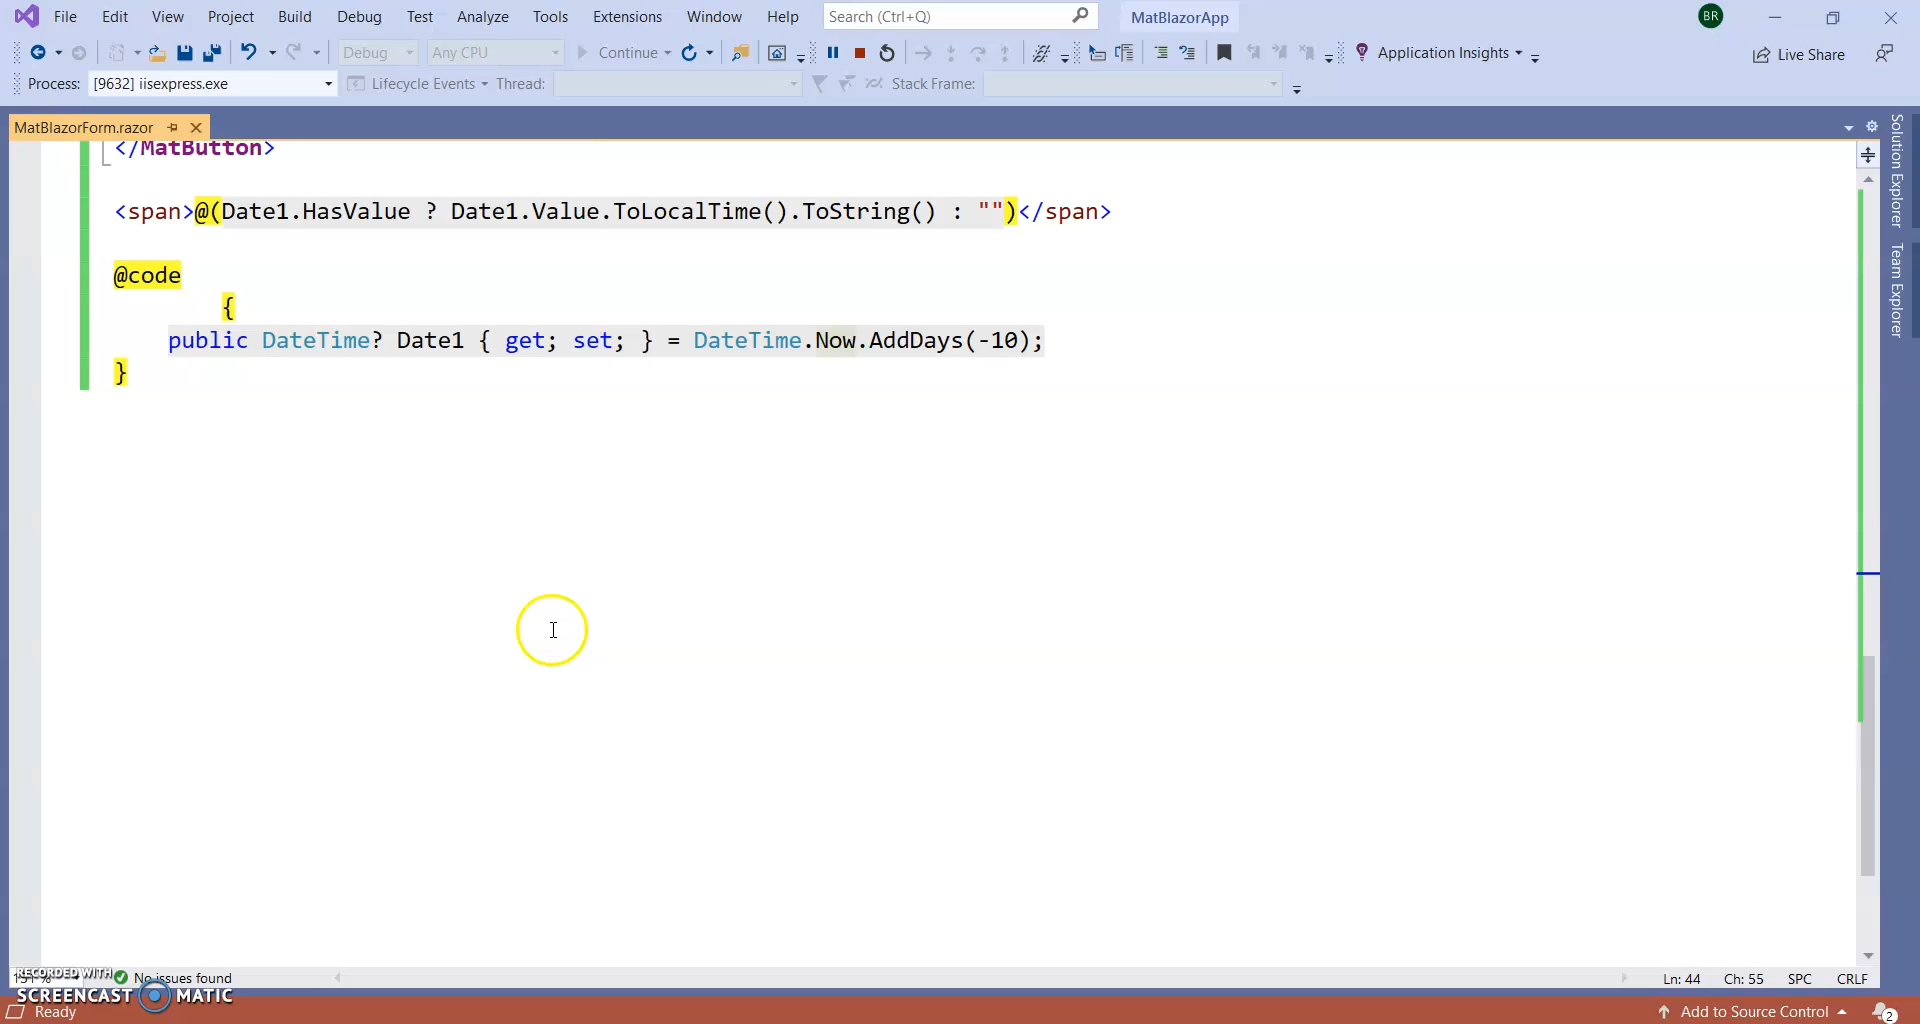 File Edit View Project Build Debug Test Analyze Tools Extensions Window Help Search (Ctrl+Q) MatBlazorApp BR
Debug Any CPU Continue Application Insights Live Share
Process: [9632] iisexpress.exe Lifecycle Events Thread: Stack Frame:
MatBlazorForm.razor
</MatButton>
<span>@(Date1.HasValue ? Date1.Value.ToLocalTime().ToString() : "")</span>
@code
{
public DateTime? Date1 { get; set; } = DateTime.Now.AddDays(-10);
}
Solution Explorer
Team Explorer
No issues found
Ln: 44 Ch: 55 SPC CRLF
RECORDED WITH
SCREENCAST MATIC
Ready
Add to Source Control 2